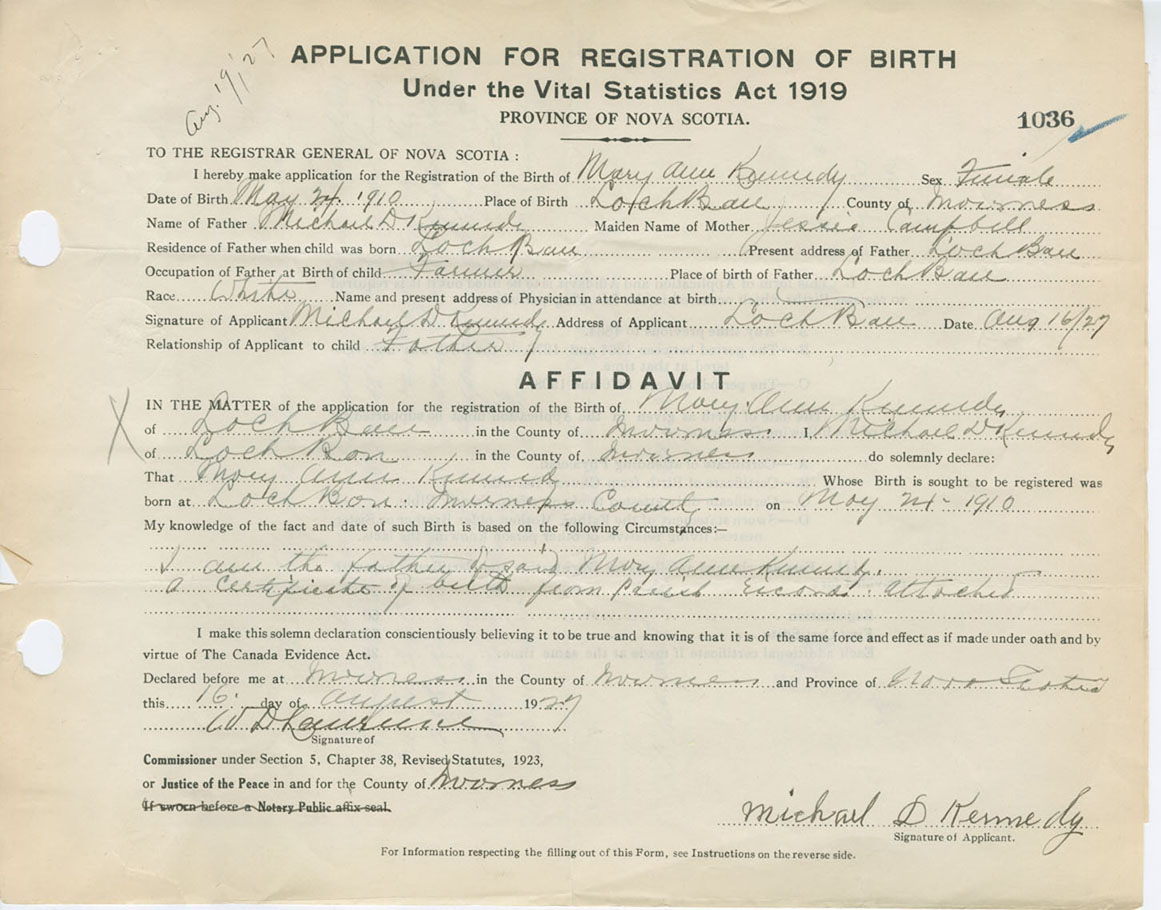 Aug. 19/27
APPLICATION FOR REGISTRATION OF BIRTH
Under the Vital Statistics Act 1919
PROVINCE OF NOVA SCOTIA.
1036
TO THE REGISTRAR GENERAL OF NOVA SCOTIA :
I hereby make application for the Registration of the Birth of Mary Ann Kennedy Sex Female
Date of Birth May 24. 1910 Place of Birth Loch Ban County of Inverness
Name of Father Michael D Kennedy Maiden Name of Mother Jessie Campbell
Residence of Father when child was born Loch Ban Present address of Father Loch Ban
Occupation of Father at Birth of child Farmer Place of birth of Father Loch Ban
Race White Name and present address of Physician in attendance at birth
Signature of Applicant Michael D Kennedy Address of Applicant Loch Ban Date Aug 16/27
Relationship of Applicant to child Father
AFFIDAVIT
X IN THE MATTER of the application for the registration of the Birth of Mary Ann Kennedy
of Loch Ban in the County of Inverness I, Michael D Kennedy
of Loch Ban in the County of Inverness do solemnly declare:
That Mary Ann Kennedy Whose Birth is sought to be registered was
born at Loch Ban Inverness County on May 24 - 1910
My knowledge of the fact and date of such Birth is based on the following Circumstances:—
I am the father of said Mary Ann Kennedy.
a certificate of birth from Parish Records attached
I make this solemn declaration conscientiously believing it to be true and knowing that it is of the same force and effect as if made under oath and by
virtue of The Canada Evidence Act.
Declared before me at Inverness in the County of Inverness and Province of Nova Scotia
this 16. day of August 1927
W D Lawrence
Signature of
Commissioner under Section 5, Chapter 38, Revised Statutes, 1923,
or Justice of the Peace in and for the County of Inverness
If sworn before a Notary Public affix seal.
Michael D Kennedy
Signature of Applicant.
For Information respecting the filling out of this Form, see Instructions on the reverse side.